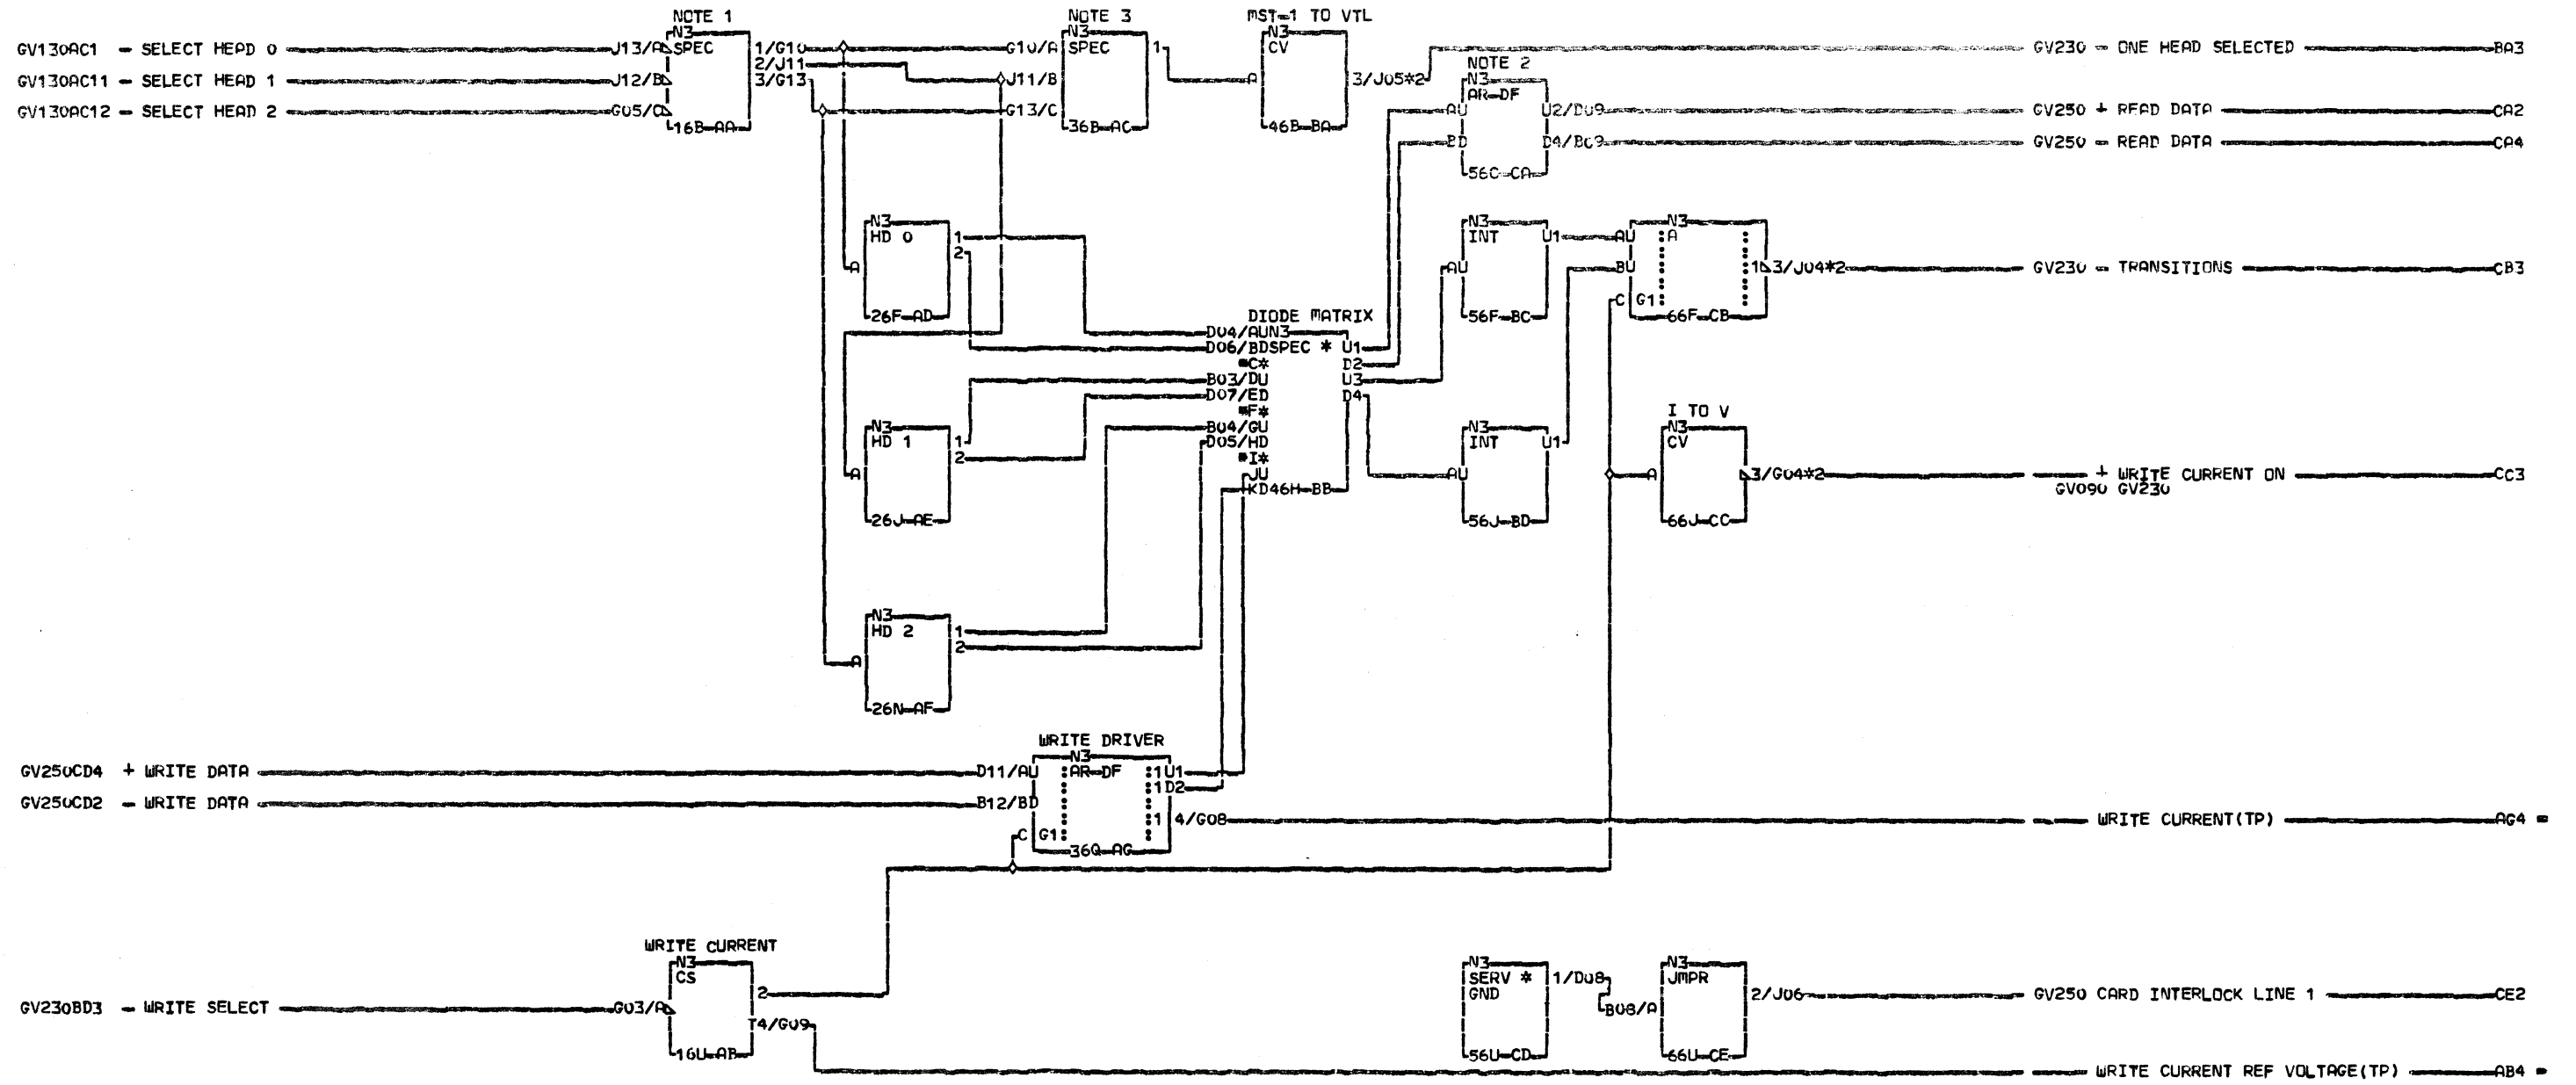 NOTE 1
NOTE 3
MST-1 TO VTL
N3
N3
N3
GV130AC1 - SELECT HEAD 0
J13/A
SPEC
1/G10
G10/A
SPEC
1
CV
GV230 - ONE HEAD SELECTED
BA3
2/J11
NOTE 2
GV130AC11 - SELECT HEAD 1
J12/B
3/G13
J11/B
A
3/J05*2
N3
AR-DF
GV130AC12 - SELECT HEAD 2
G05/C
G13/C
AU
U2/D09
GV250 + READ DATA
CA2
16B-AA
36B-AC
46B-BA
BD
D4/B09
GV250 - READ DATA
CA4
56C-CA
N3
N3
N3
HD 0
1
INT
U1
AU
A
2
A
AU
BU
1
3/J04*2
GV230 - TRANSITIONS
CB3
C
G1
26F-AD
DIODE MATRIX
56F-BC
66F-CB
D04/AU
N3
D06/BD
SPEC *
U1
*C*
D2
B03/DU
U3
D07/ED
D4
*F*
I TO V
N3
B04/GU
N3
N3
HD 1
1
D05/HD
INT
U1
CV
2
*I*
A
JU
AU
A
3/G04*2
+ WRITE CURRENT ON
CC3
KD
46H-BB
GV090 GV230
26J-AE
56J-BD
66J-CC
N3
HD 2
1
2
A
26N-AF
WRITE DRIVER
N3
GV250CD4 + WRITE DATA
D11/AU
AR-DF
1
U1
1
D2
GV250CD2 - WRITE DATA
B12/BD
1
4/G08
WRITE CURRENT(TP)
AG4 -
C
G1
36Q-AG
WRITE CURRENT
N3
N3
N3
CS
SERV *
1/D08
JMPR
2
GND
2/J06
GV250 CARD INTERLOCK LINE 1
CE2
GV230BD3 - WRITE SELECT
G03/A
B08/A
T4/G09
16U-AB
56U-CD
66U-CE
WRITE CURRENT REF VOLTAGE(TP)
AB4 -